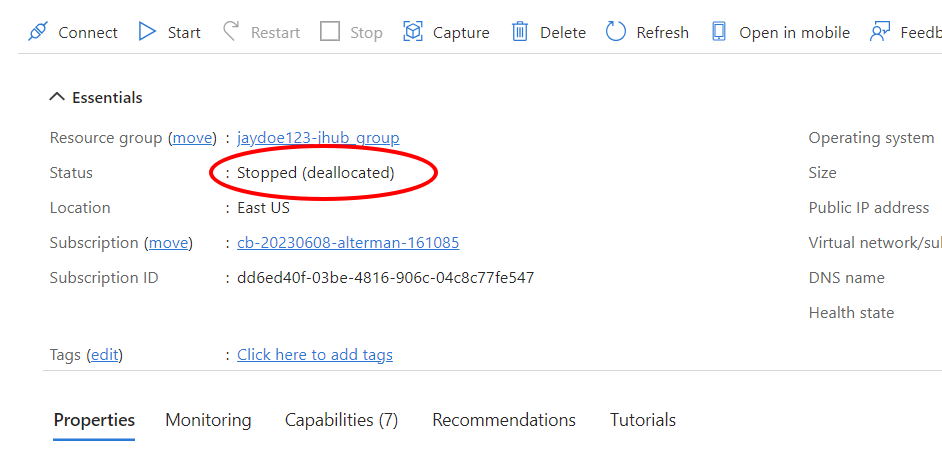 Connect Start Restart Stop Capture Delete Refresh Open in mobile
Essentials
Resource group (move) : jaydoe123-ihub_group Operating system
Status : Stopped (deallocated) Size
Location : East US Public IP address
Subscription (move) : cb-20230608-alterman-161085 Virtual network/su
Subscription ID : dd6ed40f-03be-4816-906c-04c8c77fe547 DNS name
Health state
Tags (edit) : Click here to add tags
Properties Monitoring Capabilities (7) Recommendations Tutorials